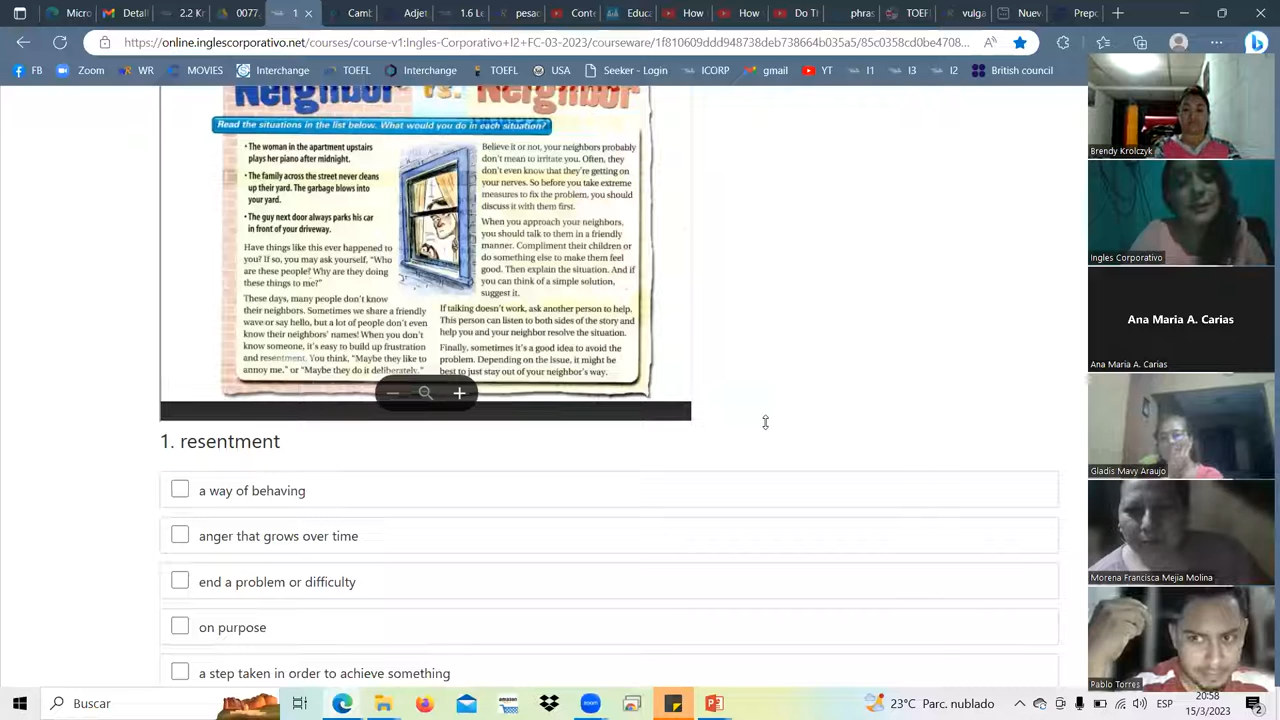 Micro
Detall
2.2 K
0077
1
Camb
Adjet
1.6 Le
pesac
Conte
Educ
How
How
Do Ti
phras
TOEFI
vulga
Nuev
Prepo
https://online.inglescorporativo.net/courses/course-v1:Ingles-Corporativo+I2+FC-03-2023/courseware/1f810609ddd948738deb738664b035a5/85c0358cd0be4708...
FB
Zoom
WR
MOVIES
Interchange
TOEFL
Interchange
TOEFL
USA
Seeker - Login
ICORP
gmail
YT
I1
I3
I2
British council
Neighbor vs. Neighbor
Read the situations in the list below. What would you do in each situation?
• The woman in the apartment upstairs
plays her piano after midnight.
• The family across the street never cleans
up their yard. The garbage blows into
your yard.
• The guy next door always parks his car
in front of your driveway.
Have things like this ever happened to
you? If so, you may ask yourself, "Who
are these people? Why are they doing
these things to me?"
These days, many people don't know
their neighbors. Sometimes we share a friendly
wave or say hello, but a lot of people don't even
know their neighbors' names! When you don't
know someone, it's easy to build up frustration
and resentment. You think, "Maybe they like to
annoy me," or "Maybe they do it deliberately."
Believe it or not, your neighbors probably
don't mean to irritate you. Often, they
don't even know that they're getting on
your nerves. So before you take extreme
measures to fix the problem, you should
discuss it with them first.
When you approach your neighbors,
you should talk to them in a friendly
manner. Compliment their children or
do something else to make them feel
good. Then explain the situation. And if
you can think of a simple solution,
suggest it.
If talking doesn't work, ask another person to help.
This person can listen to both sides of the story and
help you and your neighbor resolve the situation.
Finally, sometimes it's a good idea to avoid the
problem. Depending on the issue, it might be
best to just stay out of your neighbor's way.
1. resentment
a way of behaving
anger that grows over time
end a problem or difficulty
on purpose
a step taken in order to achieve something
Brendy Krolczyk
Ingles Corporativo
Ana Maria A. Carias
Ana Maria A. Carias
Gladis Mavy Araujo
Morena Francisca Mejia Molina
Pablo Torres
Buscar
amazon
23°C Parc. nublado
ESP
20:58
15/3/2023
2